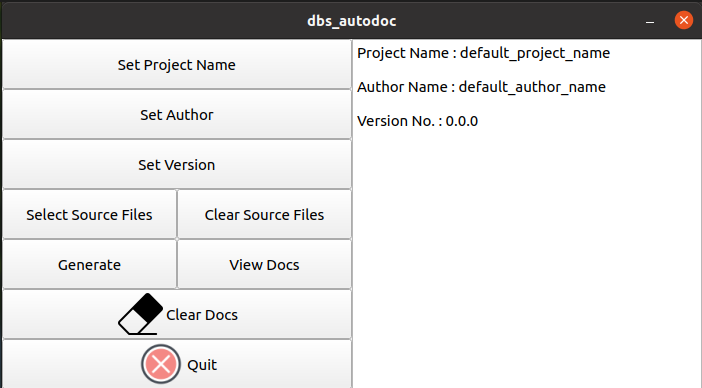 dbs_autodoc
Set Project Name
Set Author
Set Version
Select Source Files
Clear Source Files
Generate
View Docs
Clear Docs
Quit
Project Name : default_project_name
Author Name : default_author_name
Version No. : 0.0.0